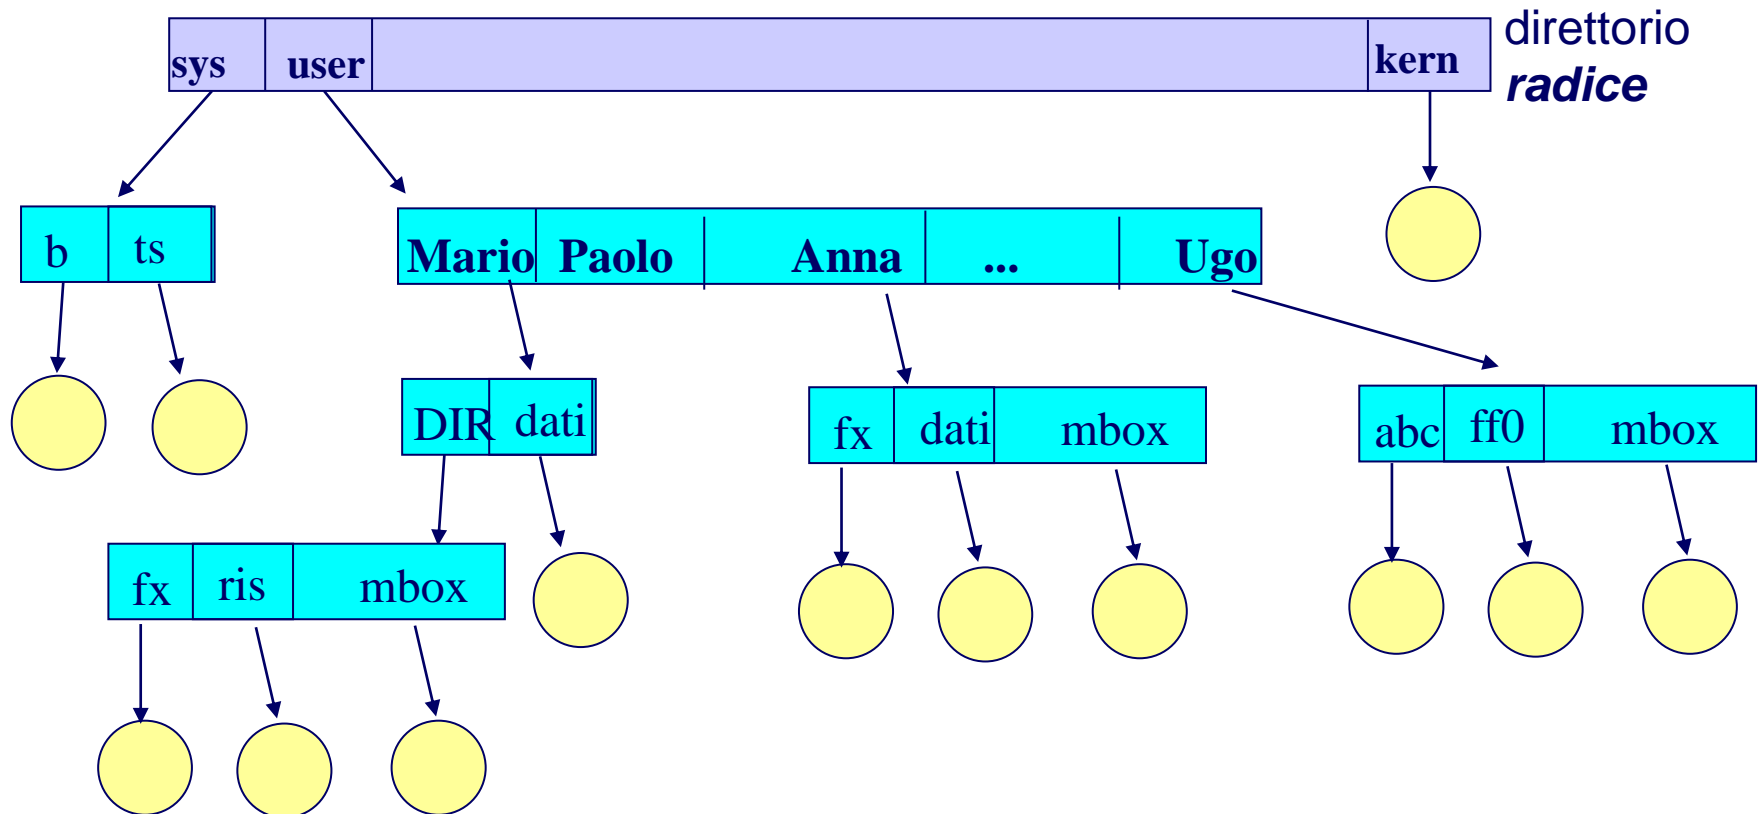 direttorio
radice
sys user kern
b ts
Mario Paolo Anna ... Ugo
DIR dati
fx dati mbox
abc ff0 mbox
fx ris mbox